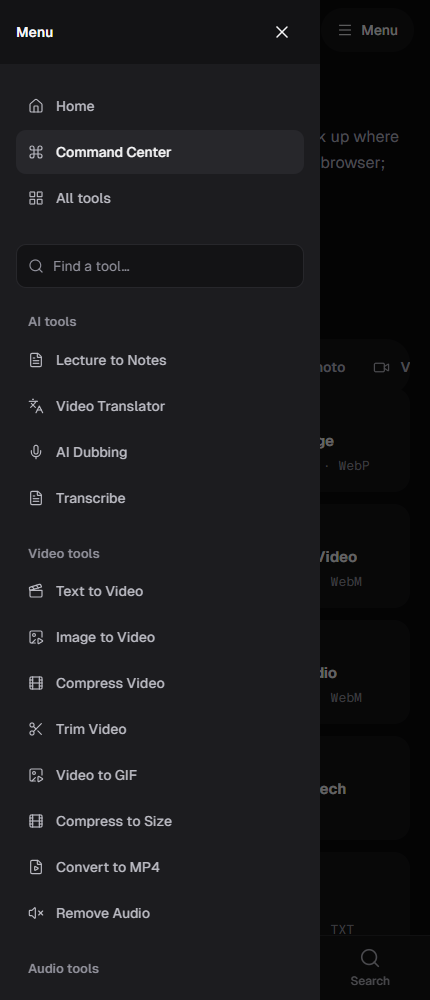 Menu
Menu
Home
k up where
Command Center
browser;
All tools
Find a tool…
AI tools
Lecture to Notes
hoto
V
Video Translator
ge
AI Dubbing
· WebP
Transcribe
Video tools
Video
Text to Video
WebM
Image to Video
dio
Compress Video
WebM
Trim Video
Video to GIF
ech
Compress to Size
Convert to MP4
Remove Audio
TXT
Audio tools
Search